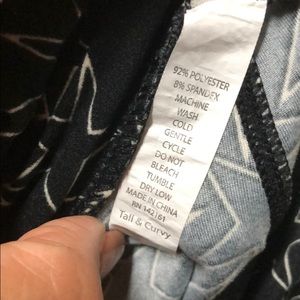 92% POLYESTER
8% SPANDEX
MACHINE
WASH
COLD
GENTLE
CYCLE
DO NOT
BLEACH
TUMBLE
DRY LOW
MADE IN CHINA
RN 142161
Tall & Curvy